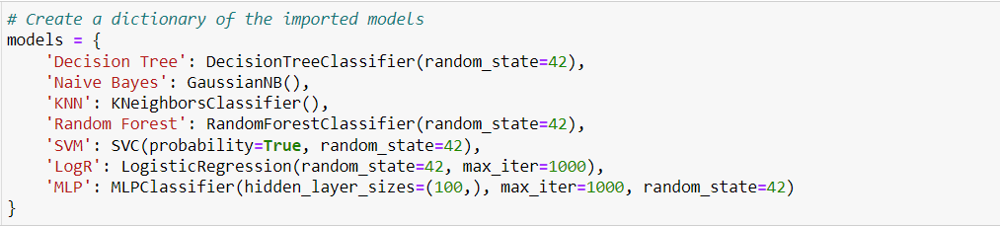 # Create a dictionary of the imported models
models = {
    'Decision Tree': DecisionTreeClassifier(random_state=42),
    'Naive Bayes': GaussianNB(),
    'KNN': KNeighborsClassifier(),
    'Random Forest': RandomForestClassifier(random_state=42),
    'SVM': SVC(probability=True, random_state=42),
    'LogR': LogisticRegression(random_state=42, max_iter=1000),
    'MLP': MLPClassifier(hidden_layer_sizes=(100,), max_iter=1000, random_state=42)
}